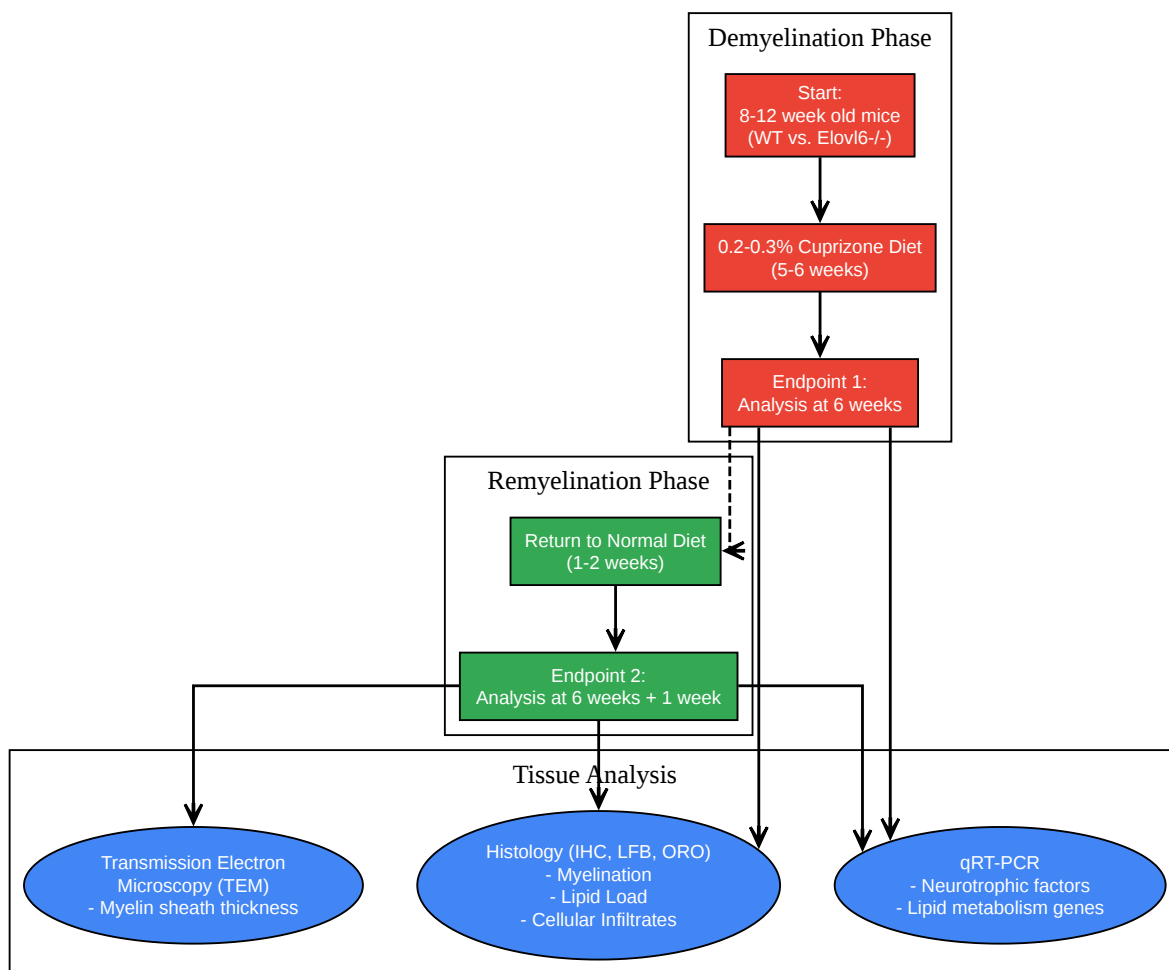 Demyelination Phase
Start:
8-12 week old mice
(WT vs. Elovl6-/-)
0.2-0.3% Cuprizone Diet
(5-6 weeks)
Endpoint 1:
Analysis at 6 weeks
Remyelination Phase
Return to Normal Diet
(1-2 weeks)
Endpoint 2:
Analysis at 6 weeks + 1 week
Tissue Analysis
Transmission Electron
Microscopy (TEM)
- Myelin sheath thickness
Histology (IHC, LFB, ORO)
- Myelination
- Lipid Load
- Cellular Infiltrates
qRT-PCR
- Neurotrophic factors
- Lipid metabolism genes